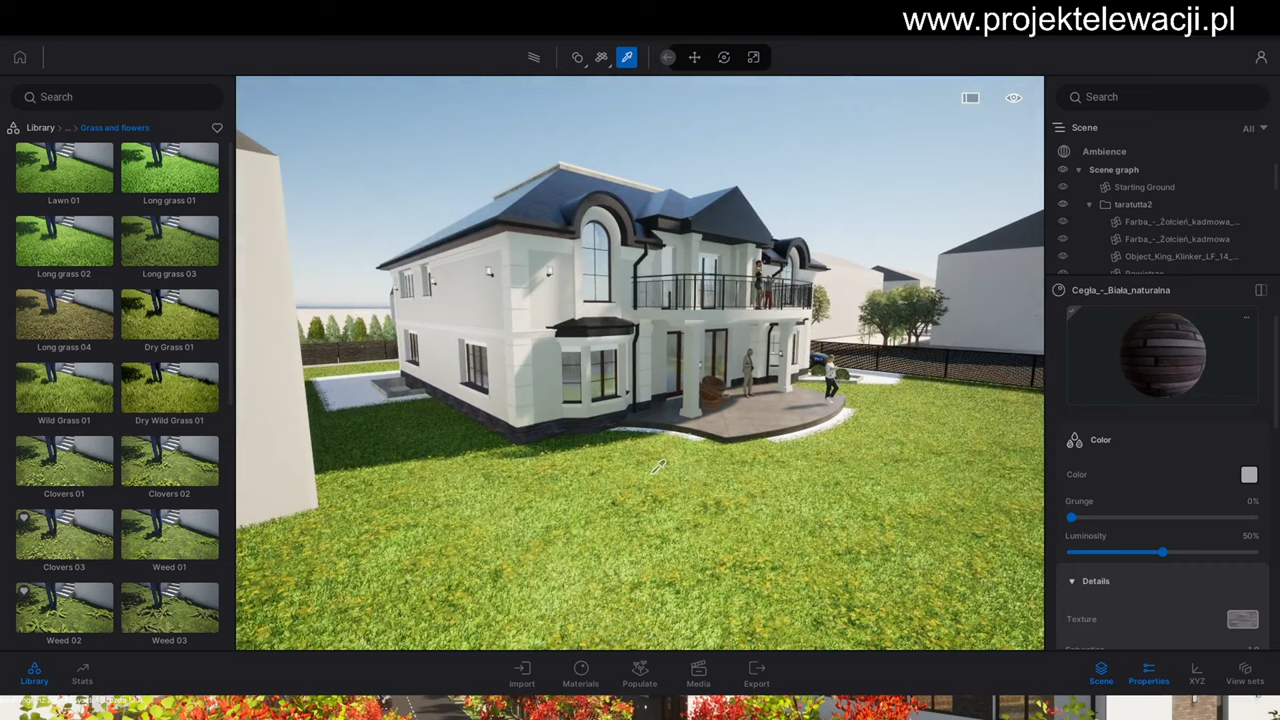 www.projektelewacji.pl
Search
Library > ... > Grass and flowers
Lawn 01
Long grass 01
Long grass 02
Long grass 03
Long grass 04
Dry Grass 01
Wild Grass 01
Dry Wild Grass 01
Clovers 01
Clovers 02
Clovers 03
Weed 01
Weed 02
Weed 03
Search
Scene
All
Ambience
Scene graph
Starting Ground
taratutta2
Farba_-_Żołcień_kadmowa_...
Farba_-_Żołcień_kadmowa
Object_King_Klinker_LF_14_...
Powietrze
Cegła_-_Biała_naturalna
...
Color
Color
Grunge 0%
Luminosity 50%
Details
Texture
Library
Stats
Import
Materials
Populate
Media
Export
Scene
Properties
XYZ
View sets